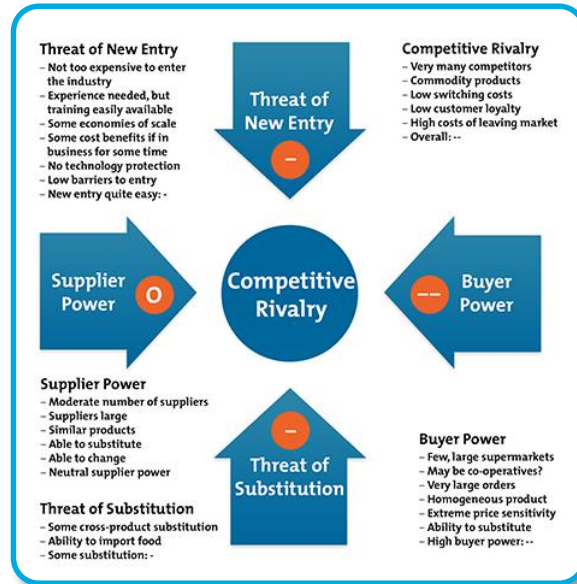 Threat of New Entry
– Not too expensive to enter
the industry
– Experience needed, but
training easily available
– Some economies of scale
– Some cost benefits if in
business for some time
– No technology protection
– Low barriers to entry
– New entry quite easy: -
Threat of
New Entry
–
Competitive Rivalry
– Very many competitors
– Commodity products
– Low switching costs
– Low customer loyalty
– High costs of leaving market
– Overall: --
Supplier
Power
O
Competitive
Rivalry
––
Buyer
Power
Supplier Power
– Moderate number of suppliers
– Suppliers large
– Similar products
– Able to substitute
– Able to change
– Neutral supplier power
Threat of Substitution
– Some cross-product substitution
– Ability to import food
– Some substitution: -
–
Threat of
Substitution
Buyer Power
– Few, large supermarkets
– May be co-operatives?
– Very large orders
– Homogeneous product
– Extreme price sensitivity
– Ability to substitute
– High buyer power: --